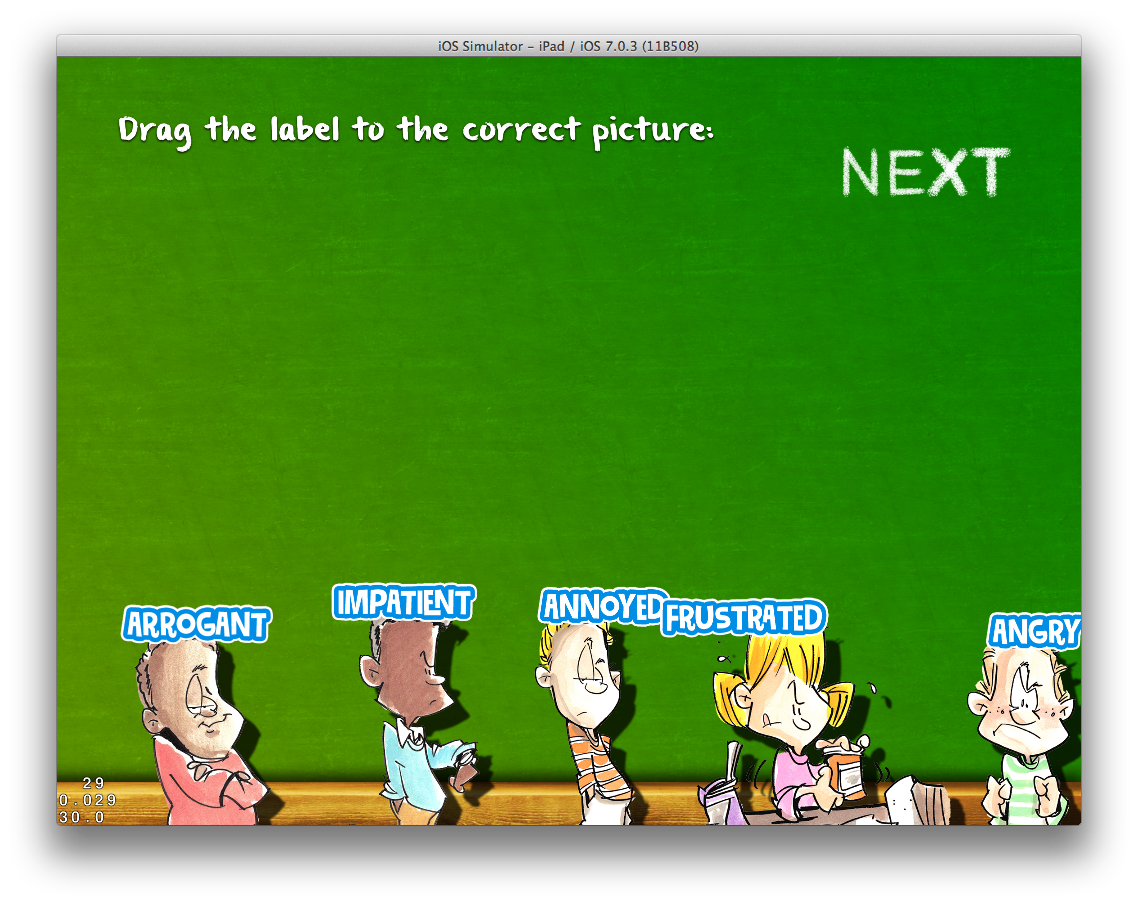 iOS Simulator – iPad / iOS 7.0.3 (11B508)
Drag the label to the correct picture:
NEXT
IMPATIENT
ANNOYED
FRUSTRATED
ARROGANT
ANGRY
29
0.029
30.0